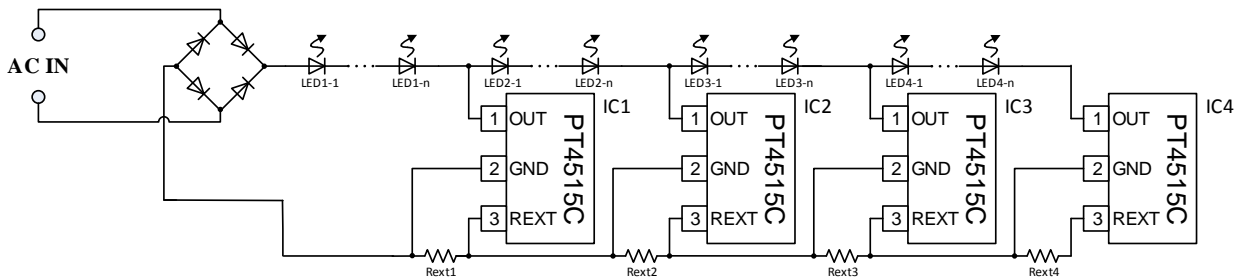 AC IN
LED1-1
LED1-n
LED2-1
LED2-n
LED3-1
LED3-n
LED4-1
LED4-n
IC1
1 OUT
2 GND
3 REXT
PT4515C
IC2
1 OUT
2 GND
3 REXT
PT4515C
IC3
1 OUT
2 GND
3 REXT
PT4515C
IC4
1 OUT
2 GND
3 REXT
PT4515C
Rext1
Rext2
Rext3
Rext4